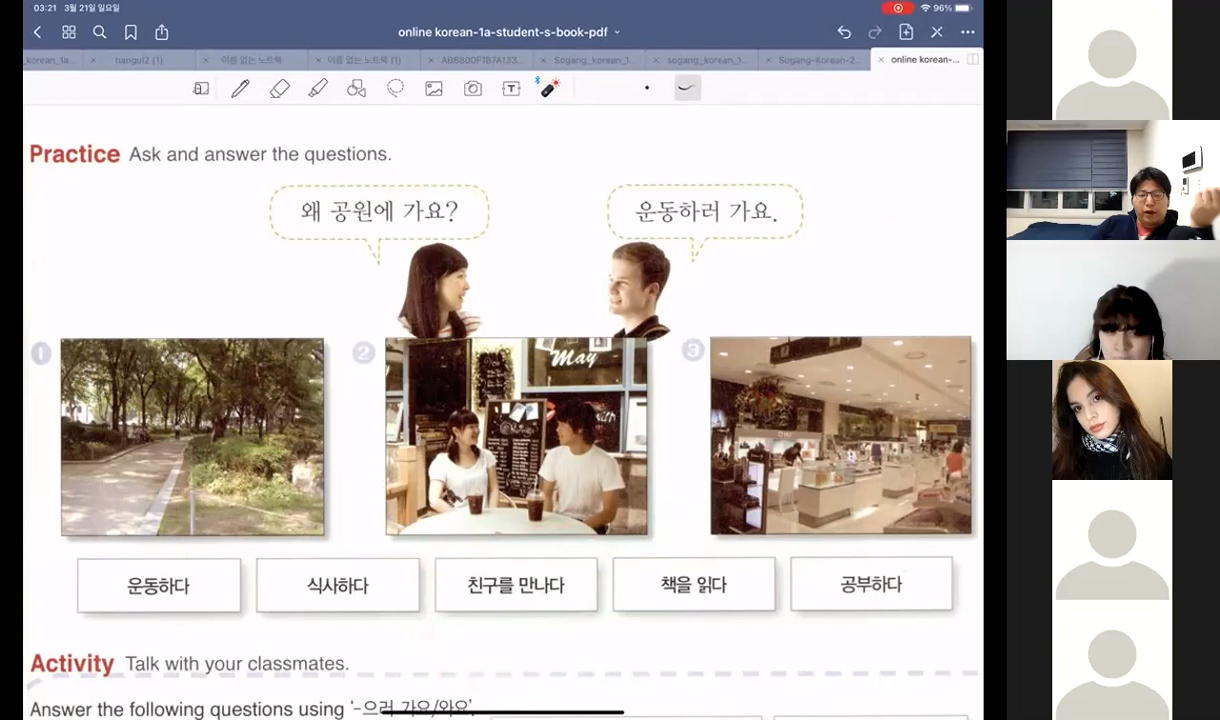 03:21 3월 21일 일요일
96%
online korean-1a-student-s-book-pdf
_korean_1a...
hangul2 (1)
이름 없는 노트북
이름 없는 노트북 (1)
AB6800F1B7A133...
Sogang_korean_1...
sogang_korean_1...
Sogang-Korean-2...
online korean-...
Practice Ask and answer the questions.
왜 공원에 가요?
운동하러 가요.
1
2
3
May
운동하다
식사하다
친구를 만나다
책을 읽다
공부하다
Activity Talk with your classmates.
Answer the following questions using '-으러 가요/와요'.